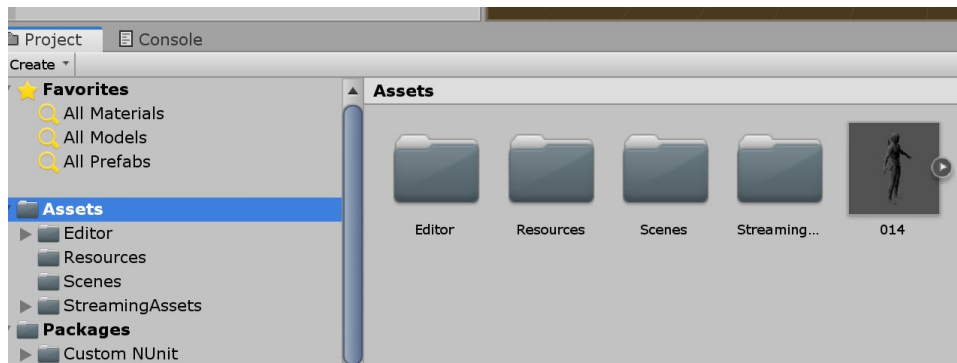 Project Console
Create
Favorites
All Materials
All Models
All Prefabs
Assets
Editor
Resources
Scenes
StreamingAssets
Packages
Custom NUnit
Assets
Editor Resources Scenes Streaming... 014